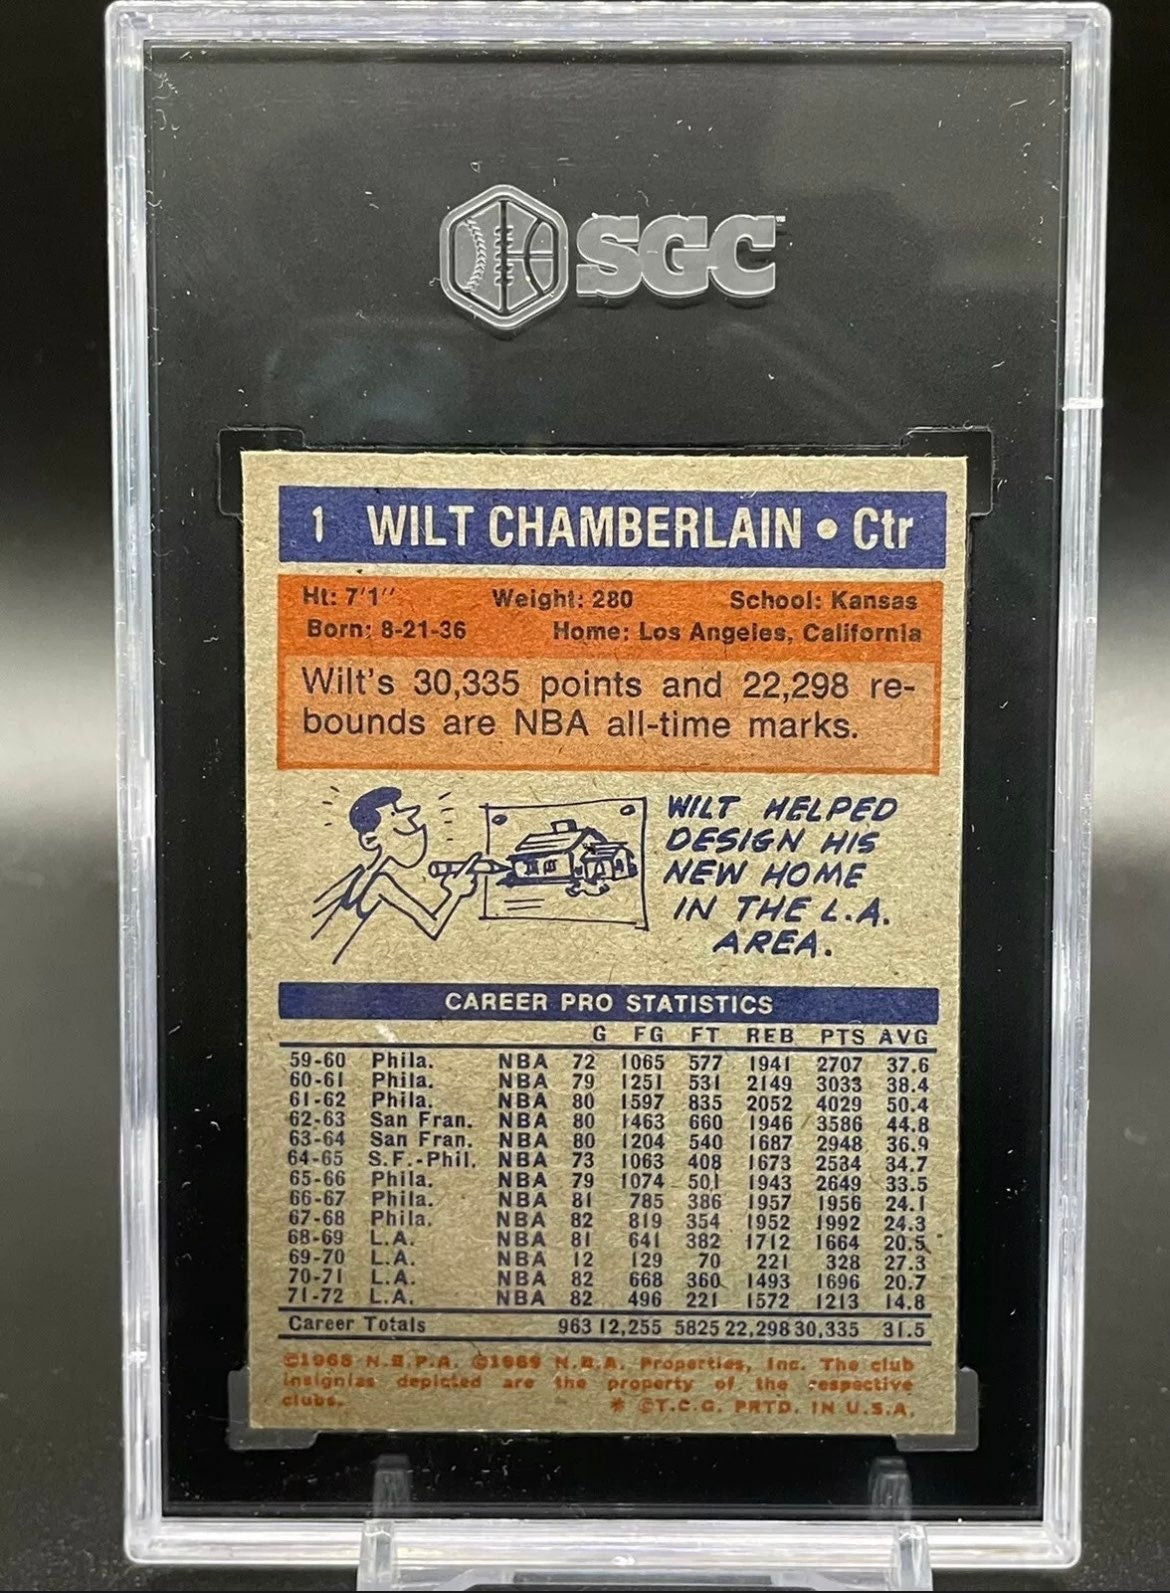 SGC™
1 WILT CHAMBERLAIN • Ctr
Ht: 7'1'' Weight: 280 School: Kansas
Born: 8-21-36 Home: Los Angeles, California
Wilt's 30,335 points and 22,298 re-
bounds are NBA all-time marks.
WILT HELPED
DESIGN HIS
NEW HOME
IN THE L.A.
AREA.
CAREER PRO STATISTICS
G FG FT REB PTS AVG
59-60 Phila. NBA 72 1065 577 1941 2707 37.6
60-61 Phila. NBA 79 1251 531 2149 3033 38.4
61-62 Phila. NBA 80 1597 835 2052 4029 50.4
62-63 San Fran. NBA 80 1463 660 1946 3586 44.8
63-64 San Fran. NBA 80 1204 540 1687 2948 36.9
64-65 S.F.-Phil. NBA 73 1063 408 1673 2534 34.7
65-66 Phila. NBA 79 1074 501 1943 2649 33.5
66-67 Phila. NBA 81 785 386 1957 1956 24.1
67-68 Phila. NBA 82 819 354 1952 1992 24.3
68-69 L.A. NBA 81 641 382 1712 1664 20.5
69-70 L.A. NBA 12 129 70 221 328 27.3
70-71 L.A. NBA 82 668 360 1493 1696 20.7
71-72 L.A. NBA 82 496 221 1572 1213 14.8
Career Totals 963 12,255 5825 22,298 30,335 31.5
©1968 N.B.P.A. ©1969 N.B.A. Properties, Inc. The club
insignias depicted are the property of the respective
clubs.
* ©T.C.G. PRTD. IN U.S.A.